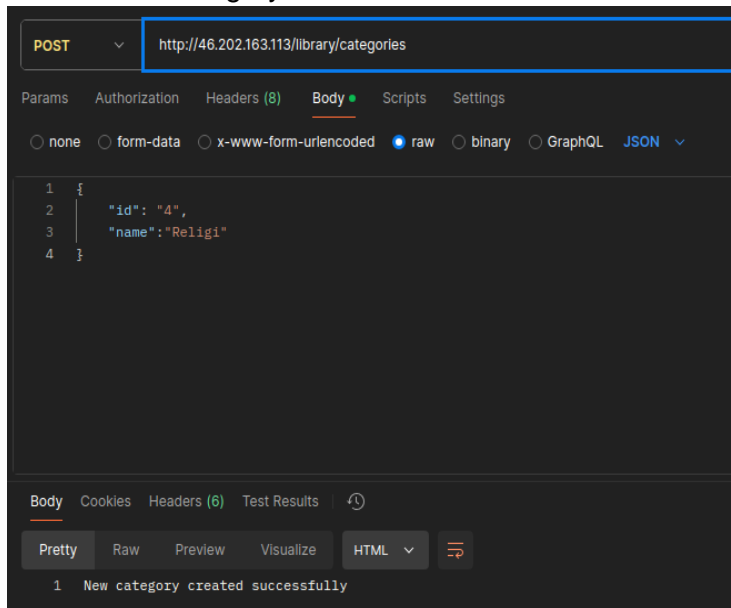 POST http://46.202.163.113/library/categories
Params Authorization Headers (8) Body Scripts Settings
none form-data x-www-form-urlencoded raw binary GraphQL JSON
1 {
2 "id": "4",
3 "name":"Religi"
4 }
Body Cookies Headers (6) Test Results
Pretty Raw Preview Visualize HTML
1 New category created successfully